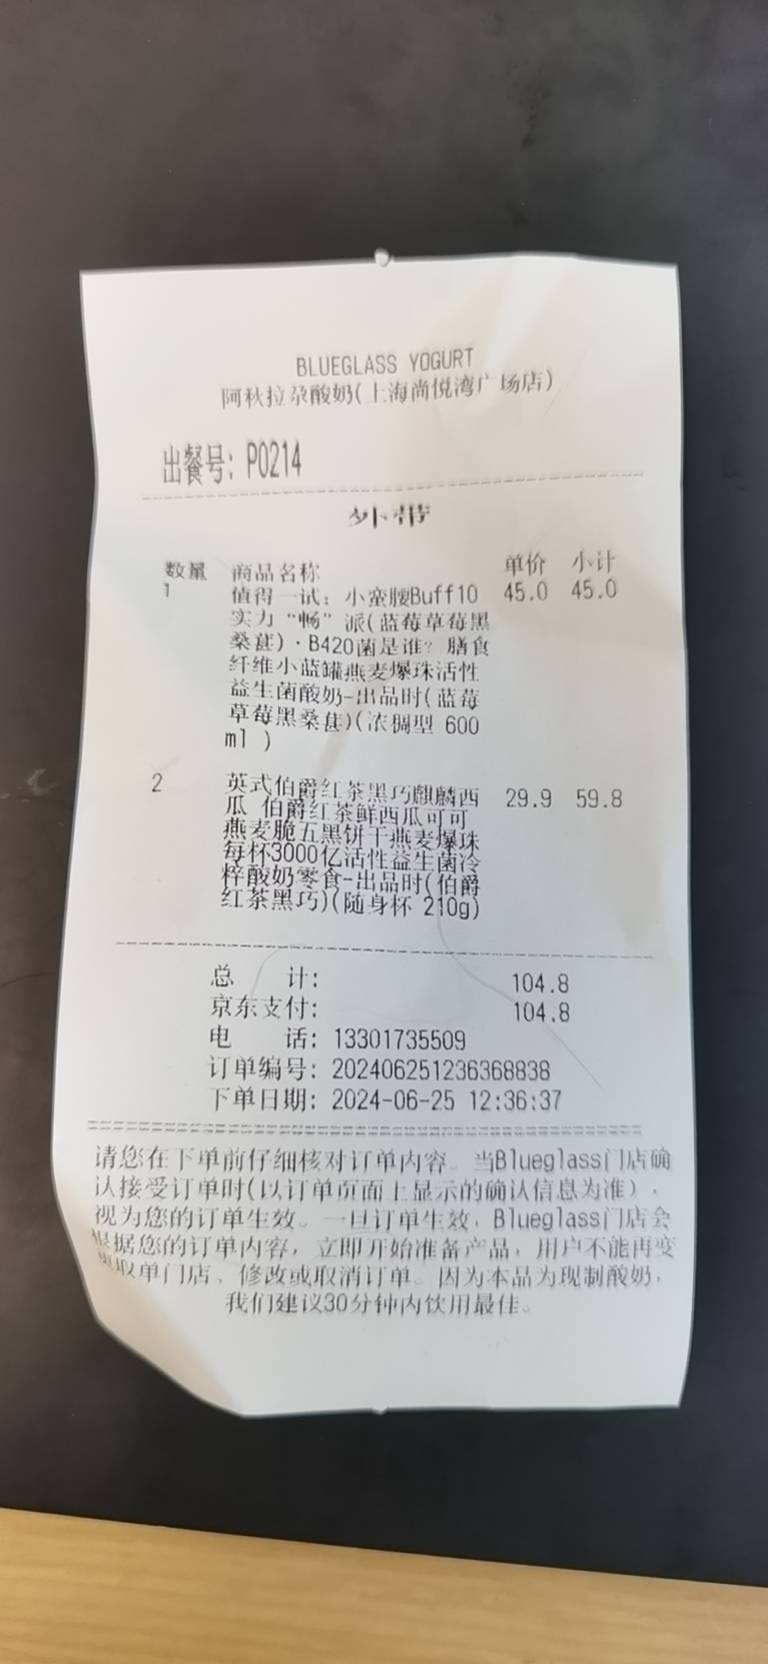 BLUEGLASS YOGURT
阿秋拉尕酸奶(上海尚悦湾广场店)
出餐号: P0214
外带
数量 商品名称 单价 小计
1 值得一试: 小蛮腰Buff10 45.0 45.0
实力“畅”派(蓝莓草莓黑
桑葚)·B420菌是谁? 膳食
纤维小蓝罐燕麦爆珠活性
益生菌酸奶-出品时(蓝莓
草莓黑桑葚)(浓稠型 600
ml )
2 英式伯爵红茶黑巧麒麟西 29.9 59.8
瓜 伯爵红茶鲜西瓜可可
燕麦脆五黑饼干燕麦爆珠
每杯3000亿活性益生菌冷
榨酸奶零食-出品时(伯爵
红茶黑巧)(随身杯 210g)
总 计: 104.8
京东支付: 104.8
电 话: 13301735509
订单编号: 202406251236368838
下单日期: 2024-06-25 12:36:37
请您在下单前仔细核对订单内容。当Blueglass门店确
认接受订单时(以订单页面上显示的确认信息为准),
视为您的订单生效。一旦订单生效,Blueglass门店会
根据您的订单内容, 立即开始准备产品, 用户不能再变
更取单门店、修改或取消订单。因为本品为现制酸奶,
我们建议30分钟内饮用最佳。